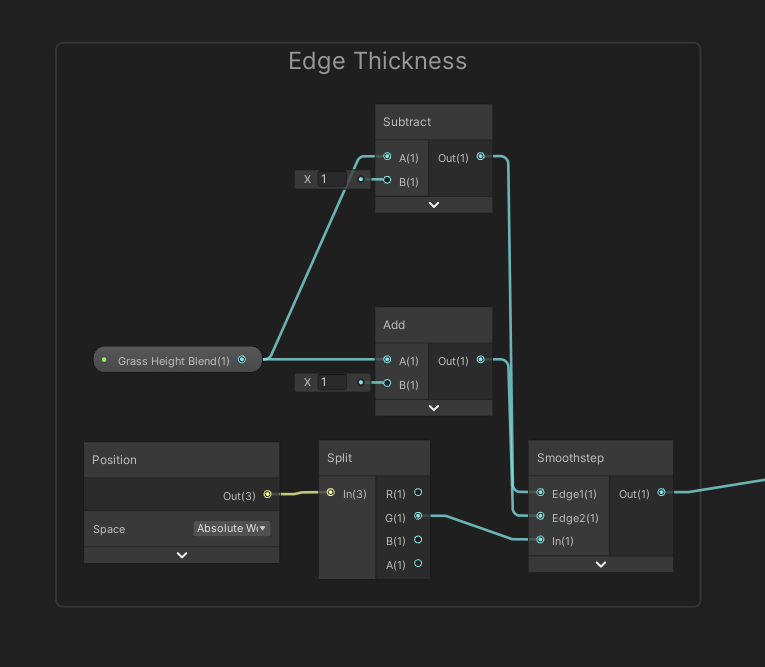 Edge Thickness
Subtract
A(1) Out(1)
X 1 B(1)
Add
Grass Height Blend(1) A(1) Out(1)
X 1 B(1)
Position Split Smoothstep
Out(3) In(3) R(1) Edge1(1) Out(1)
G(1) Edge2(1)
Space Absolute W
B(1) In(1)
A(1)